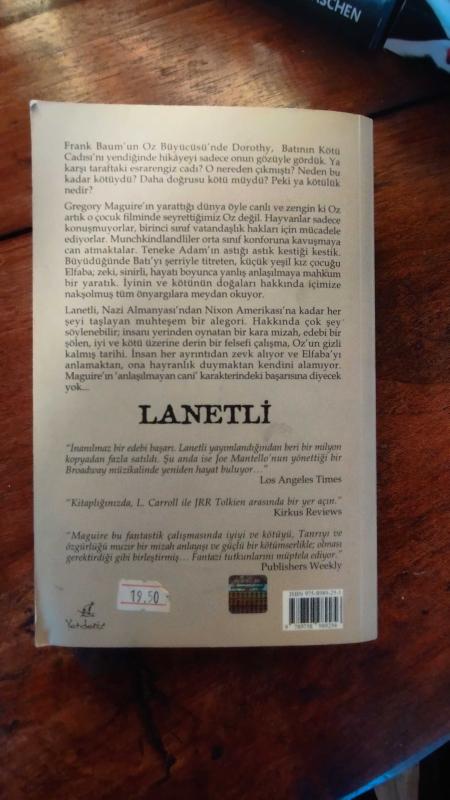 ASCHEN
Frank Baum'un Oz Büyücüsü'nde Dorothy, Batının Kötü
Cadısı'nı yendiğinde hikâyeyi sadece onun gözüyle gördük. Ya
karşı taraftaki esrarengiz cadı? O nereden çıkmıştı? Neden bu
kadar kötüydü? Daha doğrusu kötü müydü? Peki ya kötülük
nedir?
Gregory Maguire'ın yarattığı dünya öyle canlı ve zengin ki Oz
artık o çocuk filminde seyrettiğimiz Oz değil. Hayvanlar sadece
konuşmuyorlar, birinci sınıf vatandaşlık hakları için mücadele
ediyorlar. Munchkindlandliler orta sınıf konforuna kavuşmaya
can atmaktalar. Teneke Adam'ın astığı astık kestiği kestik.
Büyüdüğünde Batı'yı şerriyle titreten, küçük yeşil kız çocuğu
Elfaba; zeki, sinirli, hayatı boyunca yanlış anlaşılmaya mahkum
bir yaratık. İyinin ve kötünün doğaları hakkında içimize
nakşolmuş tüm önyargılara meydan okuyor.
Lanetli, Nazi Almanyası'ndan Nixon Amerikası'na kadar her
şeyi taşlayan muhteşem bir alegori. Hakkında çok şey
söylenebilir; insanı yerinden oynatan bir kara mizah, edebi bir
şölen, iyi ve kötü üzerine derin bir felsefi çalışma, Oz'un gizli
kalmış tarihi. İnsan her ayrıntıdan zevk alıyor ve Elfaba'yı
anlamaktan, ona hayranlık duymaktan kendini alamıyor.
Maguire'ın 'anlaşılmayan cani' karakterindeki başarısına diyecek
yok...
LANETLİ
"İnanılmaz bir edebi başarı. Lanetli yayımlandığından beri bir milyon
kopyadan fazla satıldı. Şu anda ise Joe Mantello'nun yönettiği bir
Broadway müzikalinde yeniden hayat buluyor…"
Los Angeles Times
"Kitaplığınızda, L. Carroll ile JRR Tolkien arasında bir yer açın."
Kirkus Reviews
"Maguire bu fantastik çalışmasında iyiyi ve kötüyü, Tanrıyı ve
özgürlüğü muzır bir mizah anlayışı ve güçlü bir kötümserlikle; olması
gerektirdiği gibi birleştirmiş… Fantazi tutkunlarını müptela ediyor."
Publishers Weekly
19.50